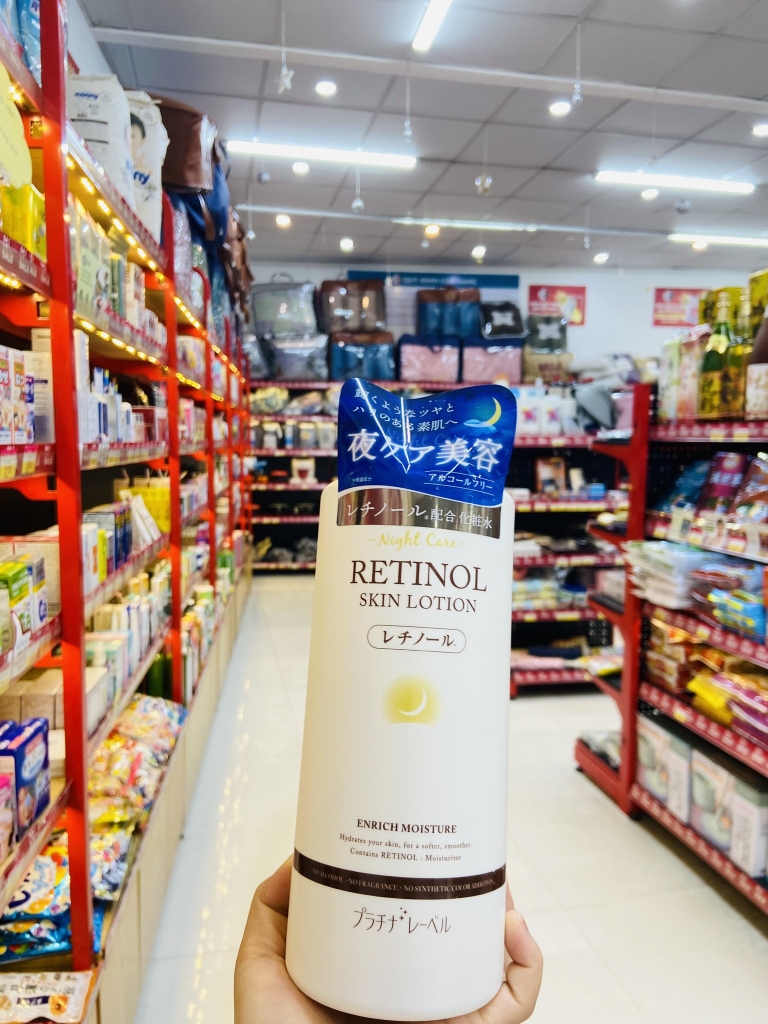 輝くようなツヤと
ハリのある素肌へ
夜ケア美容
アルコールフリー
レチノール配合化粧水
-Night Care-
RETINOL
SKIN LOTION
レチノール
ENRICH MOISTURE
Hydrates your skin, for a softer, smoother
Contains RETINOL : Moisturiser
NO ALCOHOL ・NO FRAGRANCE ・NO SYNTHETIC COLOR ADDITION
プラチナレーベル